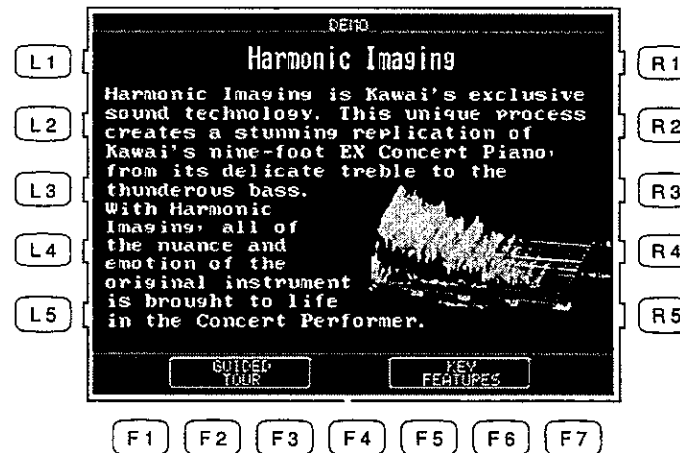 DEMO
Harmonic Imaging
L1
R1
Harmonic Imaging is Kawai's exclusive
sound technology. This unique process
L2
R2
creates a stunning replication of
Kawai's nine-foot EX Concert Piano,
from its delicate treble to the
L3
R3
thunderous bass.
With Harmonic
Imaging, all of
L4
R4
the nuance and
emotion of the
original instrument
L5
R5
is brought to life
in the Concert Performer.
GUIDED
TOUR
KEY
FEATURES
F1 F2 F3 F4 F5 F6 F7